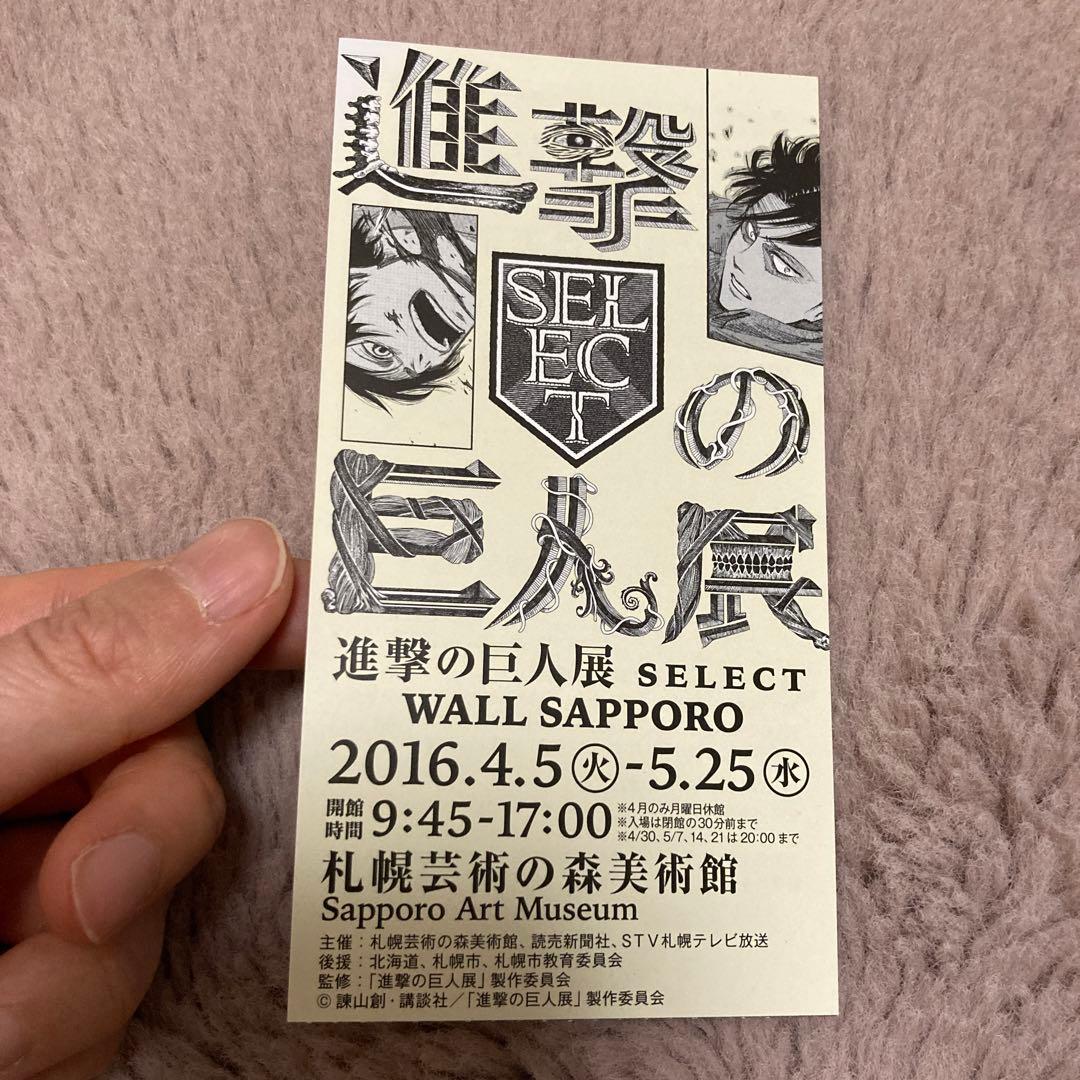 進撃
SELECT
の
巨人展
進撃の巨人展 SELECT
WALL SAPPORO
2016.4.5㊋-5.25㊌
開館時間 9:45-17:00
※4月のみ月曜日休館
※入場は閉館の30分前まで
※4/30、5/7、14、21は20:00まで
札幌芸術の森美術館
Sapporo Art Museum
主催：札幌芸術の森美術館、読売新聞社、STV札幌テレビ放送
後援：北海道、札幌市、札幌市教育委員会
監修：「進撃の巨人展」製作委員会
©諫山創・講談社／「進撃の巨人展」製作委員会